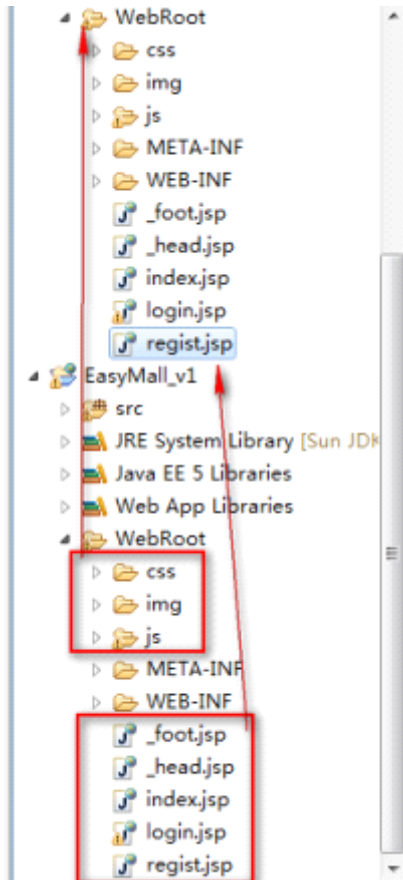 WebRoot
css
img
js
META-INF
WEB-INF
_foot.jsp
_head.jsp
index.jsp
login.jsp
regist.jsp
EasyMall_v1
src
JRE System Library [Sun JDK
Java EE 5 Libraries
Web App Libraries
WebRoot
css
img
js
META-INF
WEB-INF
_foot.jsp
_head.jsp
index.jsp
login.jsp
regist.jsp